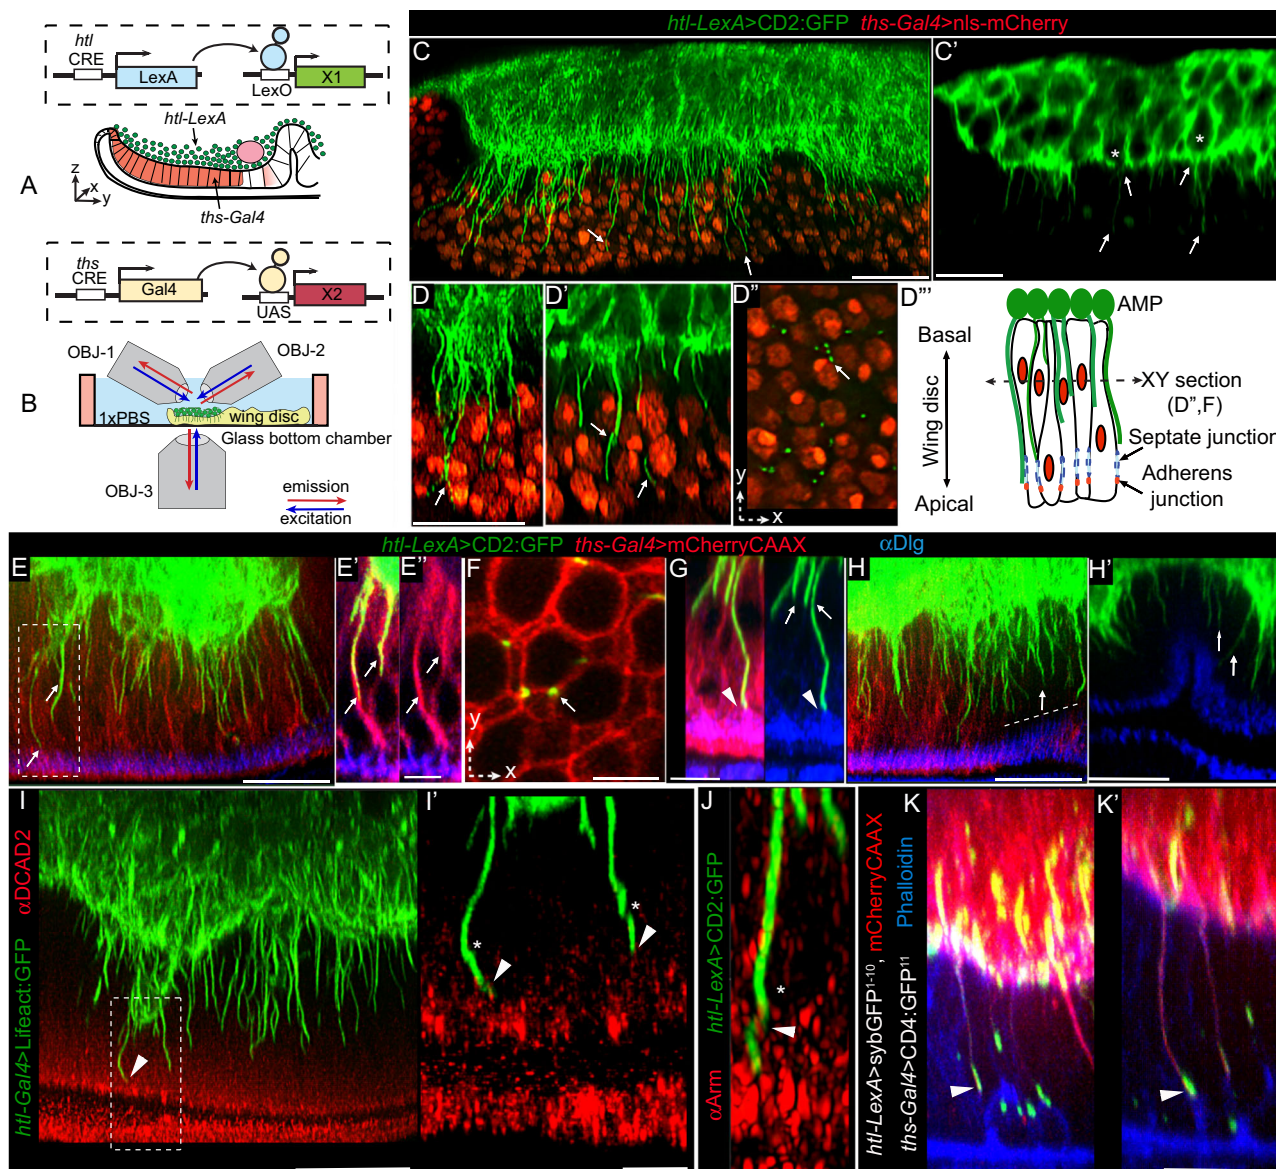 htl
CRE
LexA
LexO
X1
htl-LexA
A
z
x
y
ths-Gal4
ths
CRE
Gal4
UAS
X2
OBJ-1
OBJ-2
B
1xPBS
wing disc
Glass bottom chamber
OBJ-3
emission
excitation
htl-LexA>CD2:GFP ths-Gal4>nls-mCherry
C
C'
D
D'
D"
y
x
D"'
AMP
Basal
Wing disc
Apical
XY section
(D",F)
Septate junction
Adherens
junction
htl-LexA>CD2:GFP ths-Gal4>mCherryCAAX αDlg
E
E'
E"
F
y
x
G
H
H'
I
I'
htl-Gal4>Lifeact:GFP αDCAD2
J
αArm htl-LexA>CD2:GFP
K
K'
htl-LexA>sybGFP1-10, mCherryCAAX
ths-Gal4>CD4:GFP11 Phalloidin